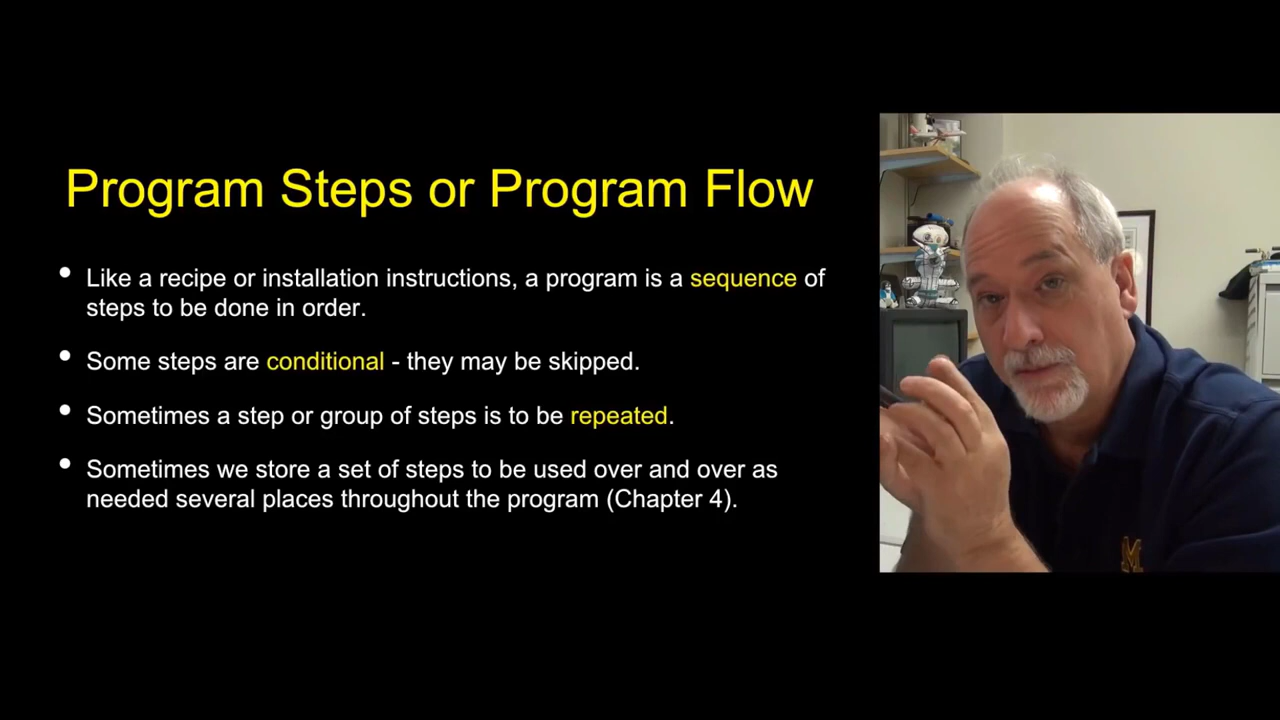 Program Steps or Program Flow
• Like a recipe or installation instructions, a program is a sequence of
steps to be done in order.
• Some steps are conditional - they may be skipped.
• Sometimes a step or group of steps is to be repeated.
• Sometimes we store a set of steps to be used over and over as
needed several places throughout the program (Chapter 4).
M